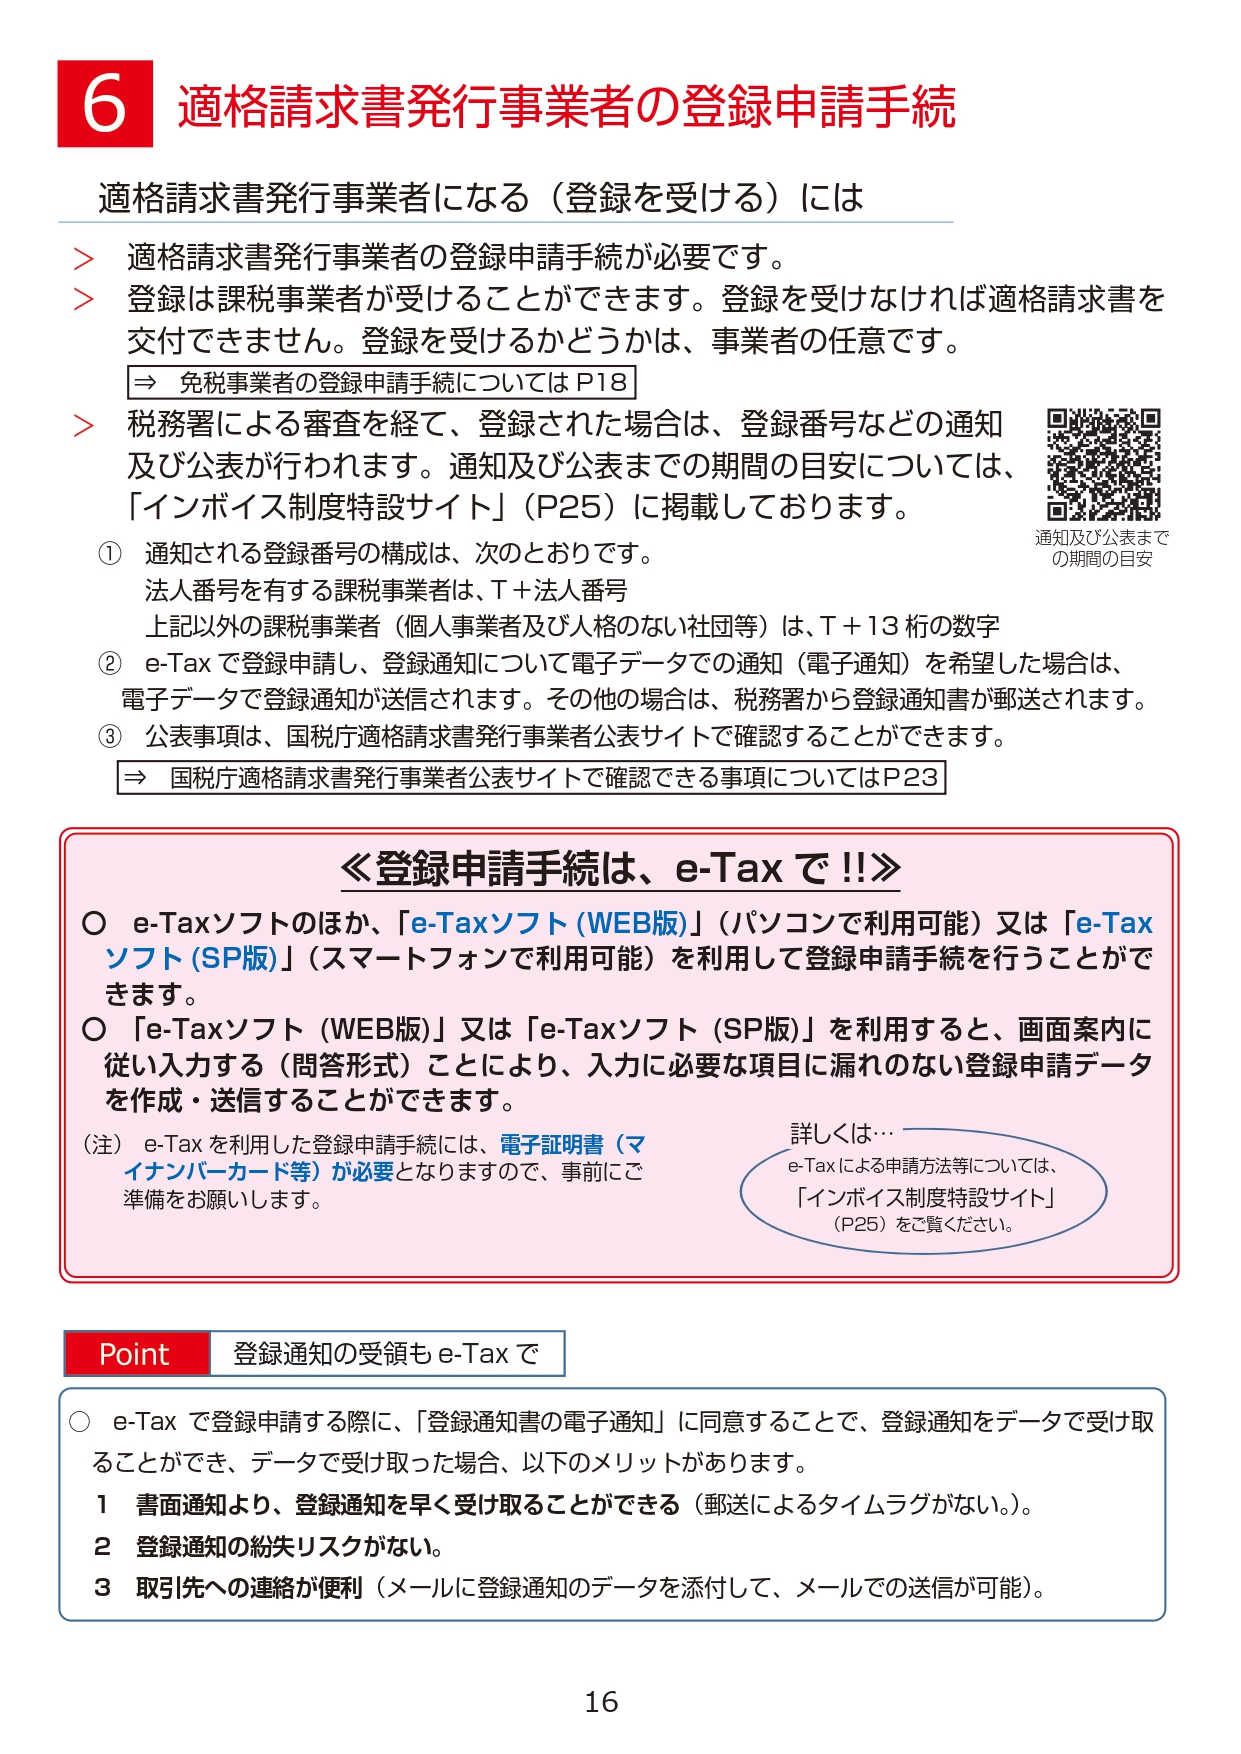 6 適格請求書発行事業者の登録申請手続
適格請求書発行事業者になる（登録を受ける）には
＞ 適格請求書発行事業者の登録申請手続が必要です。
＞ 登録は課税事業者が受けることができます。登録を受けなければ適格請求書を
交付できません。登録を受けるかどうかは、事業者の任意です。
⇒ 免税事業者の登録申請手続については P18
＞ 税務署による審査を経て、登録された場合は、登録番号などの通知
及び公表が行われます。通知及び公表までの期間の目安については、
「インボイス制度特設サイト」（P25）に掲載しております。
通知及び公表まで
の期間の目安
① 通知される登録番号の構成は、次のとおりです。
法人番号を有する課税事業者は、T＋法人番号
上記以外の課税事業者（個人事業者及び人格のない社団等）は、T＋13 桁の数字
② e-Tax で登録申請し、登録通知について電子データでの通知（電子通知）を希望した場合は、
電子データで登録通知が送信されます。その他の場合は、税務署から登録通知書が郵送されます。
③ 公表事項は、国税庁適格請求書発行事業者公表サイトで確認することができます。
⇒ 国税庁適格請求書発行事業者公表サイトで確認できる事項についてはP23
≪登録申請手続は、e-Tax で !!≫
○ e-Taxソフトのほか、「e-Taxソフト (WEB版)」（パソコンで利用可能）又は「e-Tax
ソフト (SP版)」（スマートフォンで利用可能）を利用して登録申請手続を行うことがで
きます。
○ 「e-Taxソフト (WEB版)」又は「e-Taxソフト (SP版)」を利用すると、画面案内に
従い入力する（問答形式）ことにより、入力に必要な項目に漏れのない登録申請データ
を作成・送信することができます。
（注） e-Tax を利用した登録申請手続には、電子証明書（マ
イナンバーカード等）が必要となりますので、事前にご
準備をお願いします。
詳しくは…
e-Taxによる申請方法等については、
「インボイス制度特設サイト」
（P25）をご覧ください。
Point 登録通知の受領も e-Tax で
○ e-Tax で登録申請する際に、「登録通知書の電子通知」に同意することで、登録通知をデータで受け取
ることができ、データで受け取った場合、以下のメリットがあります。
1 書面通知より、登録通知を早く受け取ることができる（郵送によるタイムラグがない。）。
2 登録通知の紛失リスクがない。
3 取引先への連絡が便利（メールに登録通知のデータを添付して、メールでの送信が可能）。
16